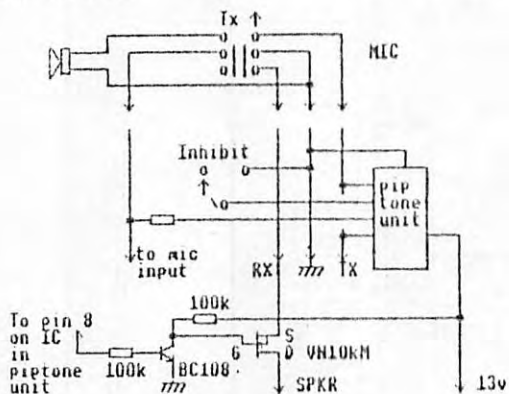 Tx ↑
MIC
Inhibit
pip
tone
unit
to mic
input
RX
TX
100k
To pin 8
on IC
in
piptone
unit
100k
BC108.
G
S
D
VN10kM
SPKR
13v